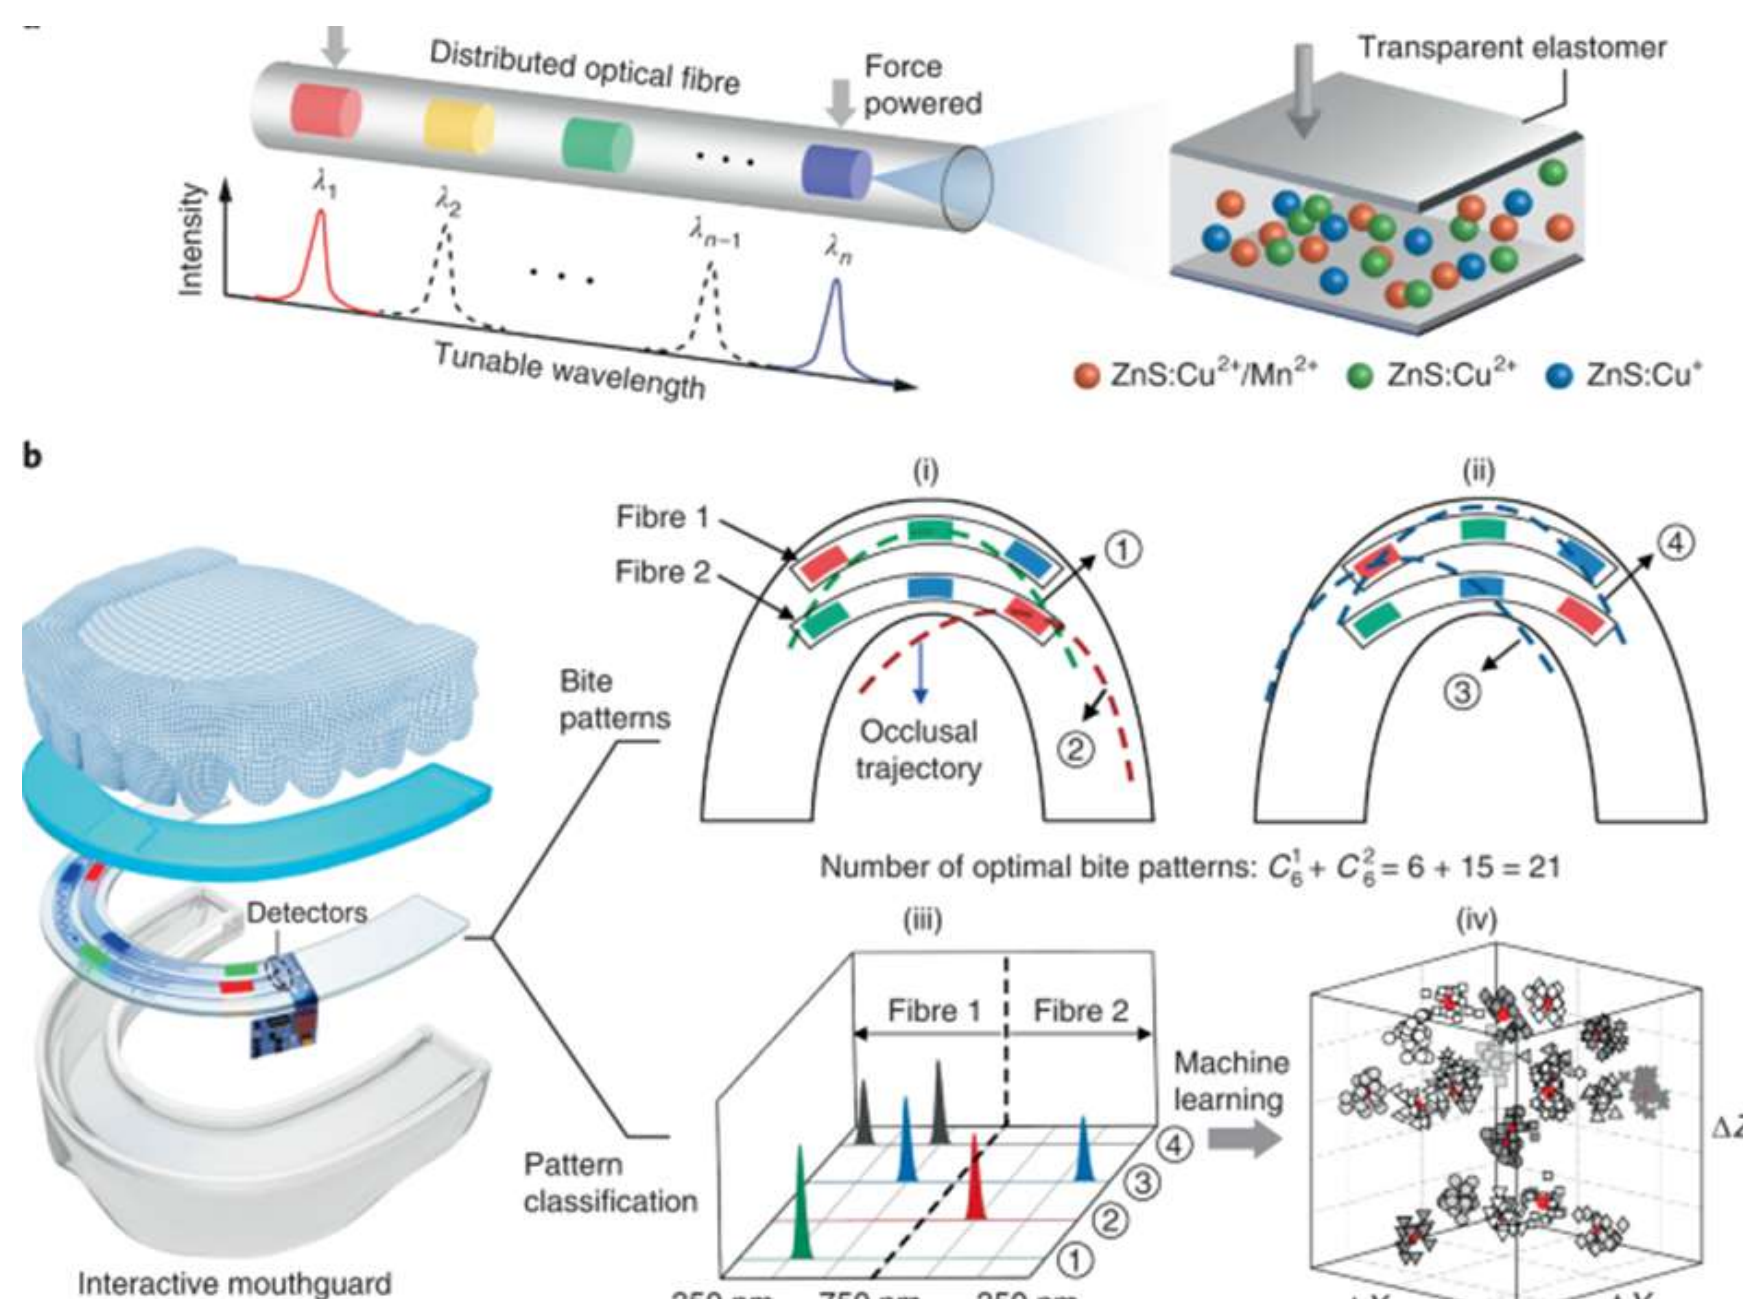 Distributed optical fibre
Force
powered
Transparent elastomer
Intensity
λ1
λ2
. . .
λn−1
λn
Tunable wavelength
ZnS:Cu2+/Mn2+
ZnS:Cu2+
ZnS:Cu+
b
(i)
(ii)
Fibre 1
Fibre 2
①
④
Bite
patterns
Occlusal
trajectory
②
③
Number of optimal bite patterns: C₆¹ + C₆² = 6 + 15 = 21
Detectors
(iii)
(iv)
Fibre 1
Fibre 2
Machine
learning
④
③
②
①
Pattern
classification
Interactive mouthguard